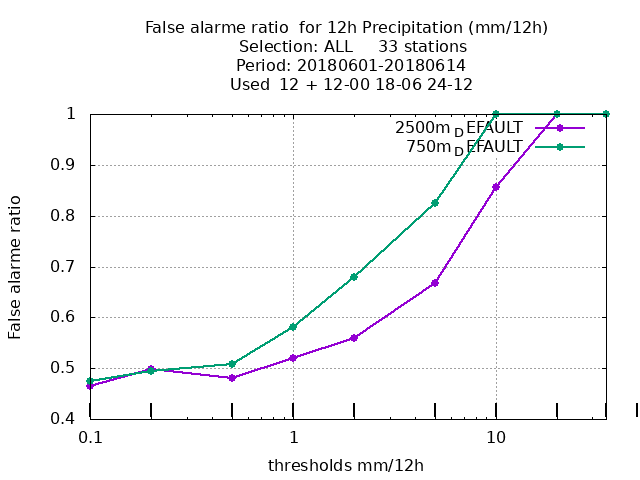 False alarme ratio  for 12h Precipitation (mm/12h)
Selection: ALL     33 stations
Period: 20180601-20180614
Used  12 + 12-00 18-06 24-12
1
2500m_DEFAULT
750m_DEFAULT
0.9
0.8
0.7
0.6
0.5
0.4
False alarme ratio
0.1 1 10
thresholds mm/12h